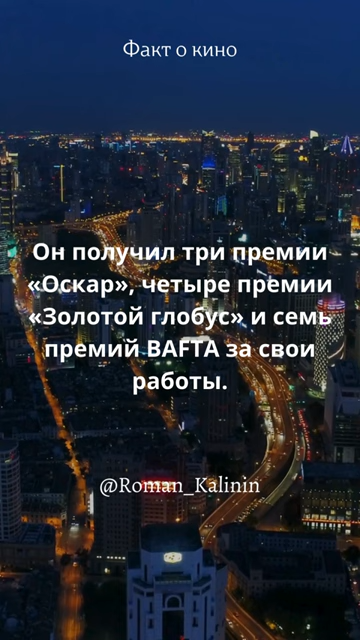 Факт о кино
Он получил три премии
«Оскар», четыре премии
«Золотой глобус» и семь
премий BAFTA за свои
работы.
@Roman_Kalinin